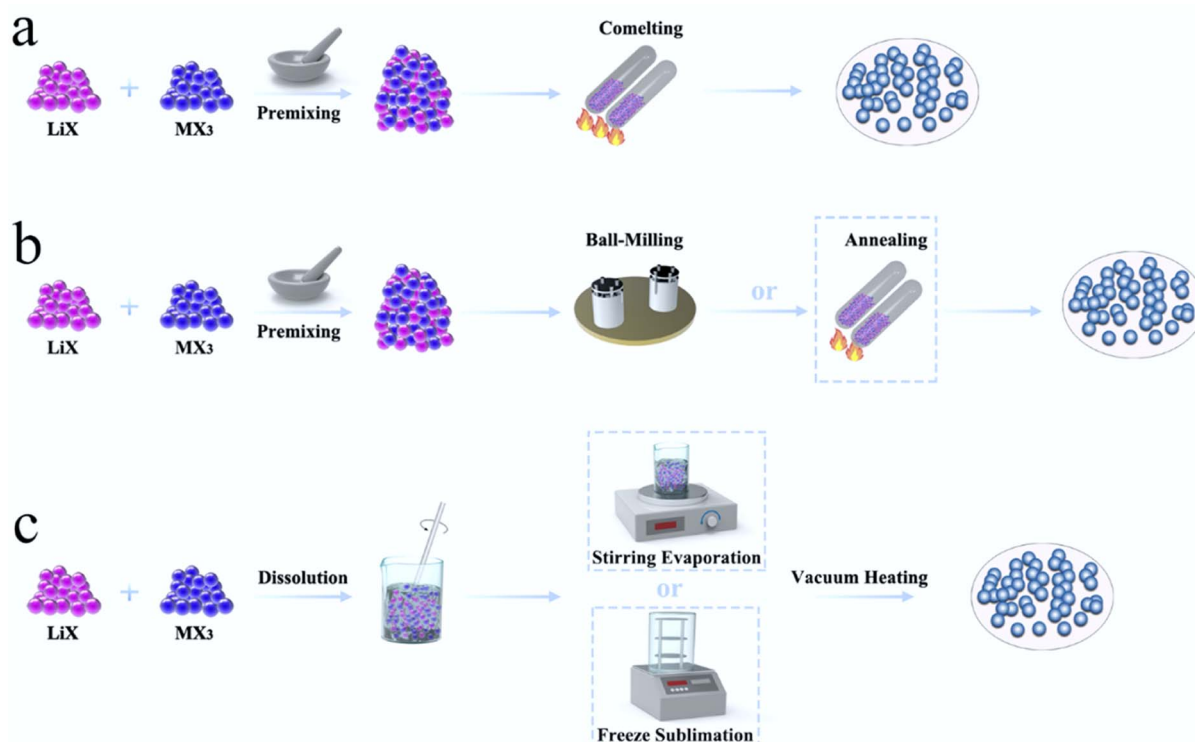 a
Comelting
LiX + MX3
Premixing
b
Ball-Milling
Annealing
or
LiX + MX3
Premixing
c
Stirring Evaporation
Dissolution
or
Vacuum Heating
LiX + MX3
Freeze Sublimation